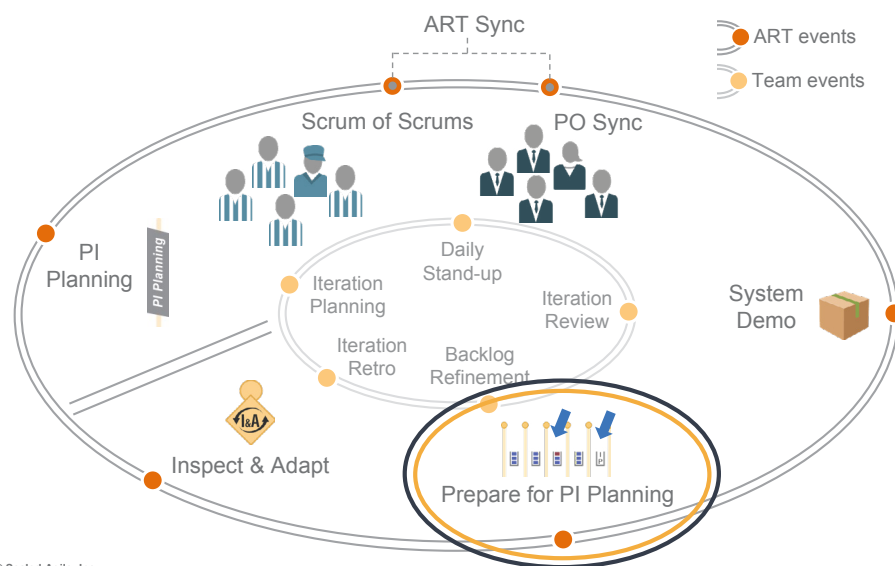 ART Sync
ART events
Team events
Scrum of Scrums
PO Sync
PI
Planning
PI Planning
Daily
Stand-up
Iteration
Planning
Iteration
Review
System
Demo
Iteration
Retro
Backlog
Refinement
I&A
Inspect & Adapt
Prepare for PI Planning